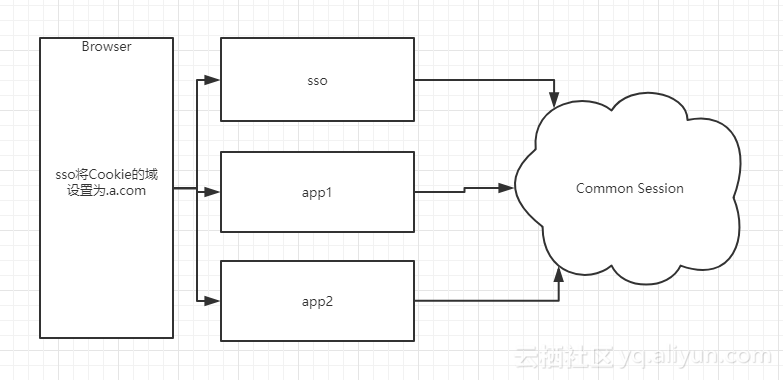 Browser
sso将Cookie的域
设置为.a.com
sso
app1
app2
Common Session
云栖社区 yq.aliyun.com